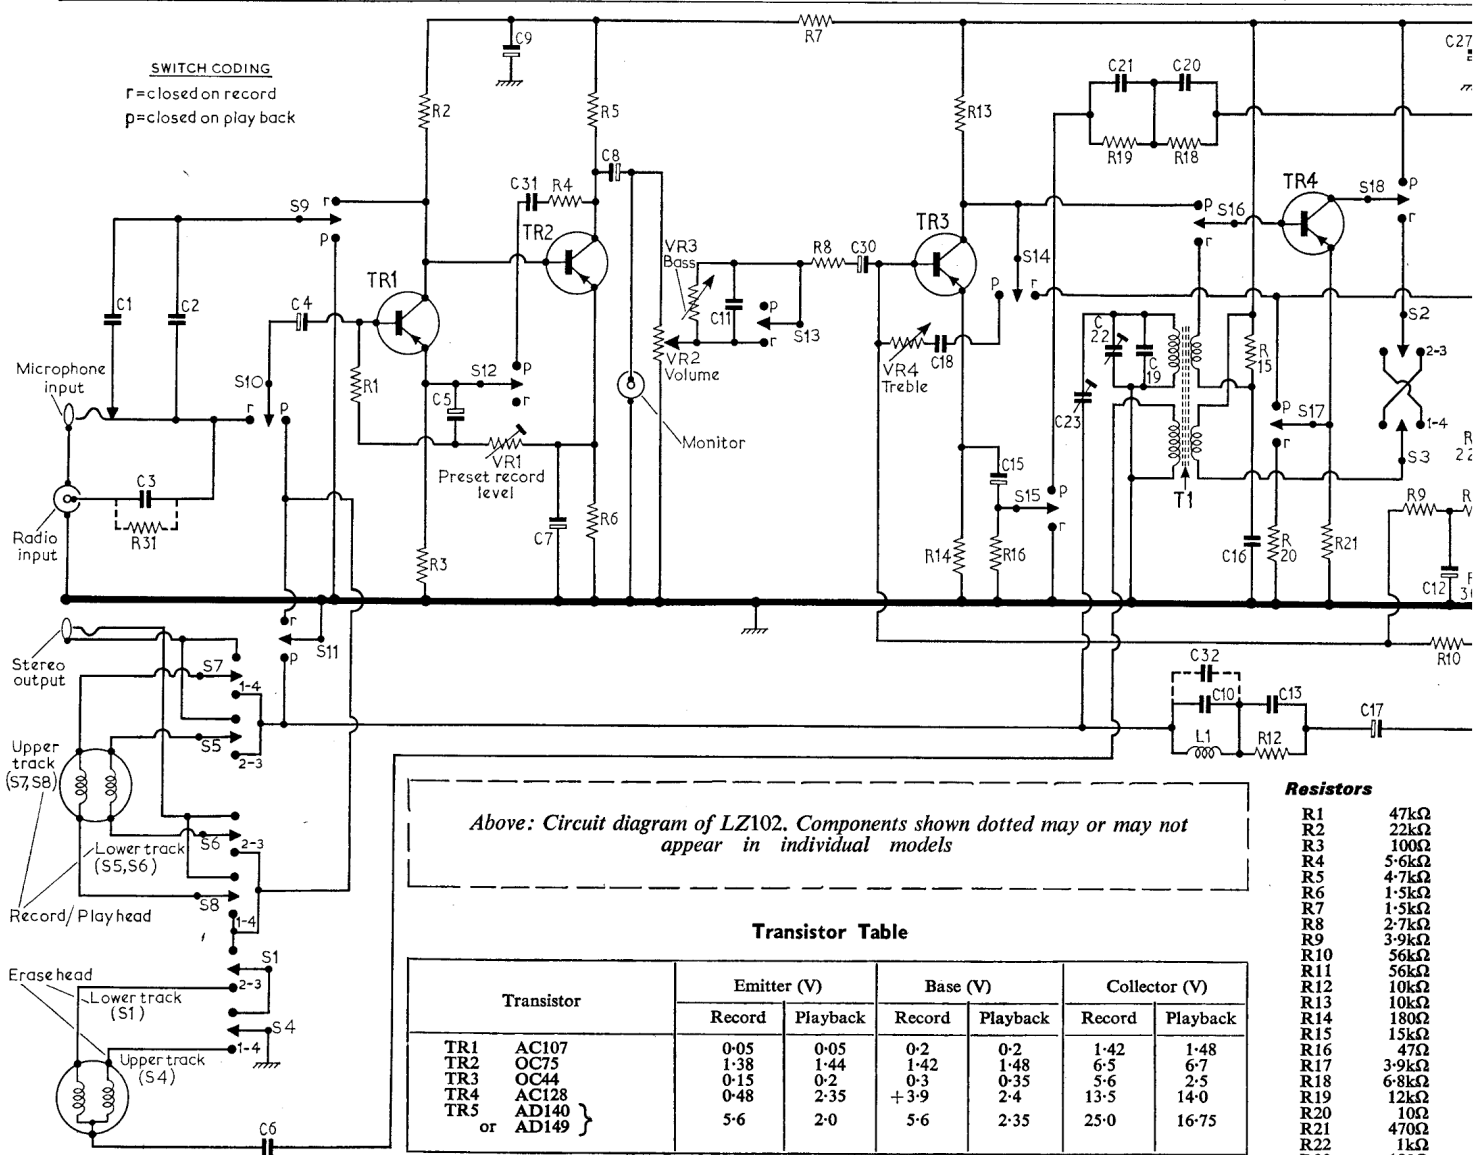 SWITCH CODING
r=closed on record
p=closed on play back
C9
R7
C27
R2
R5
R13
C21
C20
R19
R18
C8
C31
R4
S9
r
p
TR2
TR3
TR4
S18
p
r
p
S16
r
VR3
Bass
R8
C30
S14
p
r
C1
C2
C4
TR1
C11
p
S13
r
VR2
Volume
VR4
Treble
C18
C
22
C
19
R
15
S2
2-3
1-4
S3
Microphone
input
S10
r
p
R1
C5
S12
p
r
VR1
Preset record
level
Monitor
C23
p
S17
r
T1
C3
R31
Radio
input
R3
C7
R6
C15
S15
p
r
R14
R16
C16
R
20
R21
R9
C12
R10
Stereo
output
r
S11
p
S7
1-4
S5
2-3
C32
C10
C13
C17
L1
R12
Upper
track
(S7,S8)
S6
2-3
Lower track
(S5,S6)
S8
1-4
Record/Playhead
Erase head
S1
2-3
Lower track
(S1)
S4
1-4
Upper track
(S4)
C6
Above: Circuit diagram of LZ102. Components shown dotted may or may not
appear in individual models
Transistor Table
Transistor Emitter (V) Base (V) Collector (V)
Record Playback Record Playback Record Playback
TR1 AC107 0·05 0·05 0·2 0·2 1·42 1·48
TR2 OC75 1·38 1·44 1·42 1·48 6·5 6·7
TR3 OC44 0·15 0·2 0·3 0·35 5·6 2·5
TR4 AC128 0·48 2·35 +3·9 2·4 13·5 14·0
TR5 AD140
or AD149 } 5·6 2·0 5·6 2·35 25·0 16·75
Resistors
R1 47kΩ
R2 22kΩ
R3 100Ω
R4 5·6kΩ
R5 4·7kΩ
R6 1·5kΩ
R7 1·5kΩ
R8 2·7kΩ
R9 3·9kΩ
R10 56kΩ
R11 56kΩ
R12 10kΩ
R13 10kΩ
R14 180Ω
R15 15kΩ
R16 47Ω
R17 3·9kΩ
R18 6·8kΩ
R19 12kΩ
R20 10Ω
R21 470Ω
R22 1kΩ